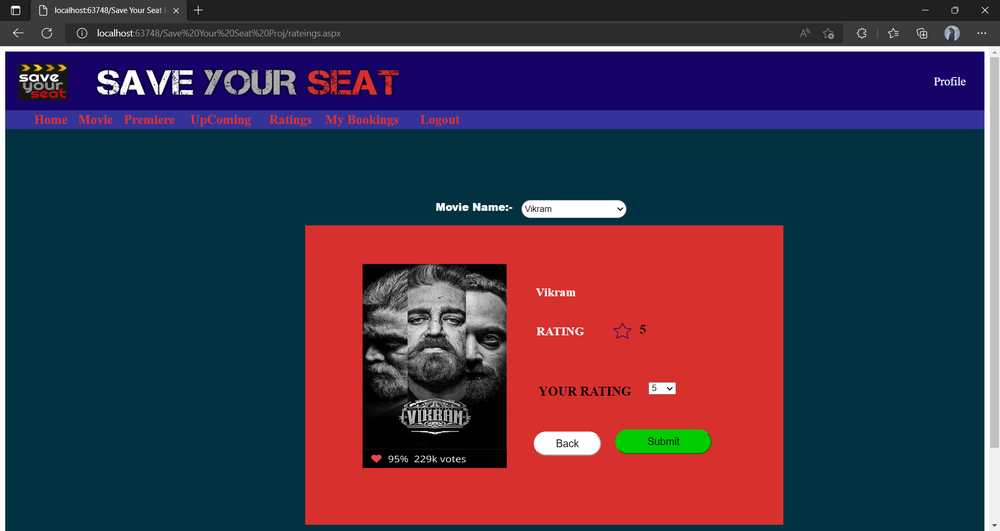 localhost:63748/Save Your Seat P
localhost:63748/Save%20Your%20Seat%20Proj/rateings.aspx
save
your
seat
SAVE YOUR SEAT
Profile
Home Movie Premiere UpComing Ratings My Bookings Logout
Movie Name:- Vikram
Vikram
RATING 5
YOUR RATING 5
KAMAL HAASAN
VIKRAM
Back Submit
95% 229k votes